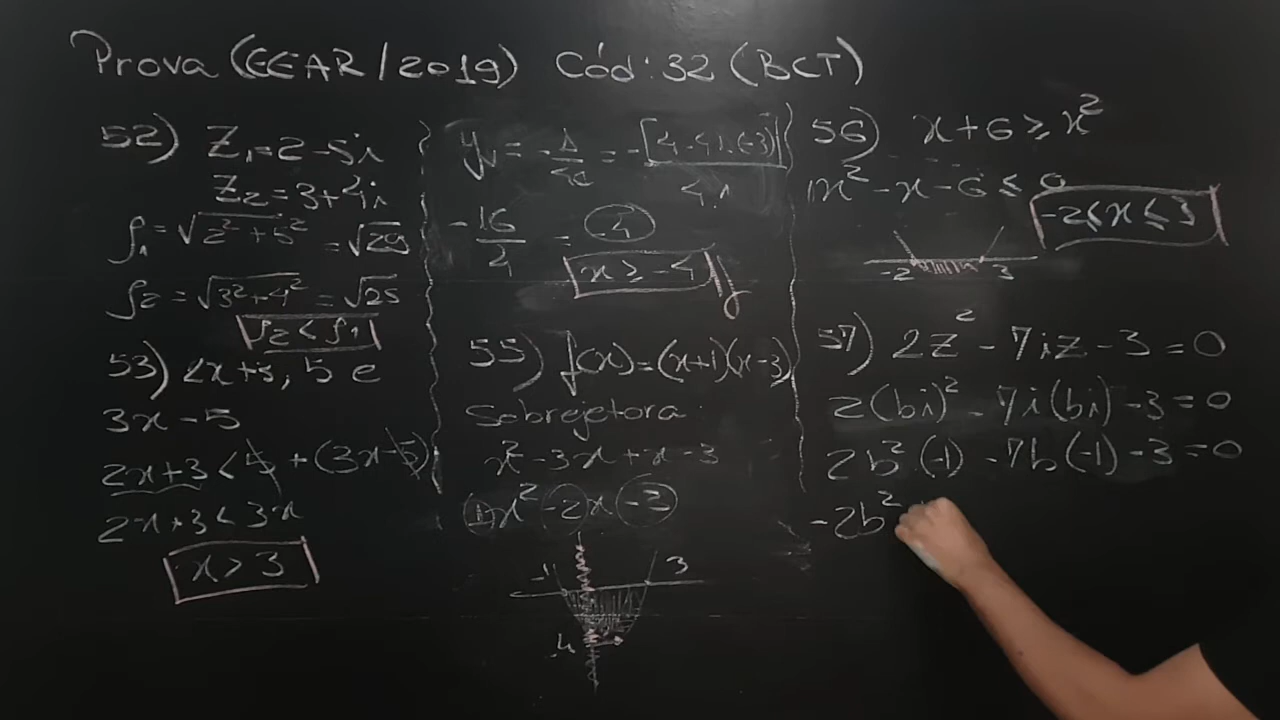 Prova (EEAR/2019) Cód: 32 (BCT)
52) Z₁=2-5i
Z₂=3+4i
ρ₁=√(2²+5²) = √29
ρ₂=√(3²+4²) = √25
ρ₂<ρ₁
53) 2x+3, 5 e
3x-5
2x+3<5+(3x-5)
2x+3<3x
x>3
yᵥ=-Δ/4a=-[4-4.1.(-3)]/4.1
-16/4 = -4
x≥-4
55) f(x)=(x+1)(x-3)
Sobrejetora
x²-3x+x-3
1x²-2x-3
-1 3
-4
56) x+6≥x²
x²-x-6≤0
-2≤x≤3
-2 3
57) 2z²-7iz-3=0
2(bi)²-7i(bi)-3=0
2b²(-1)-7b(-1)-3=0
-2b²